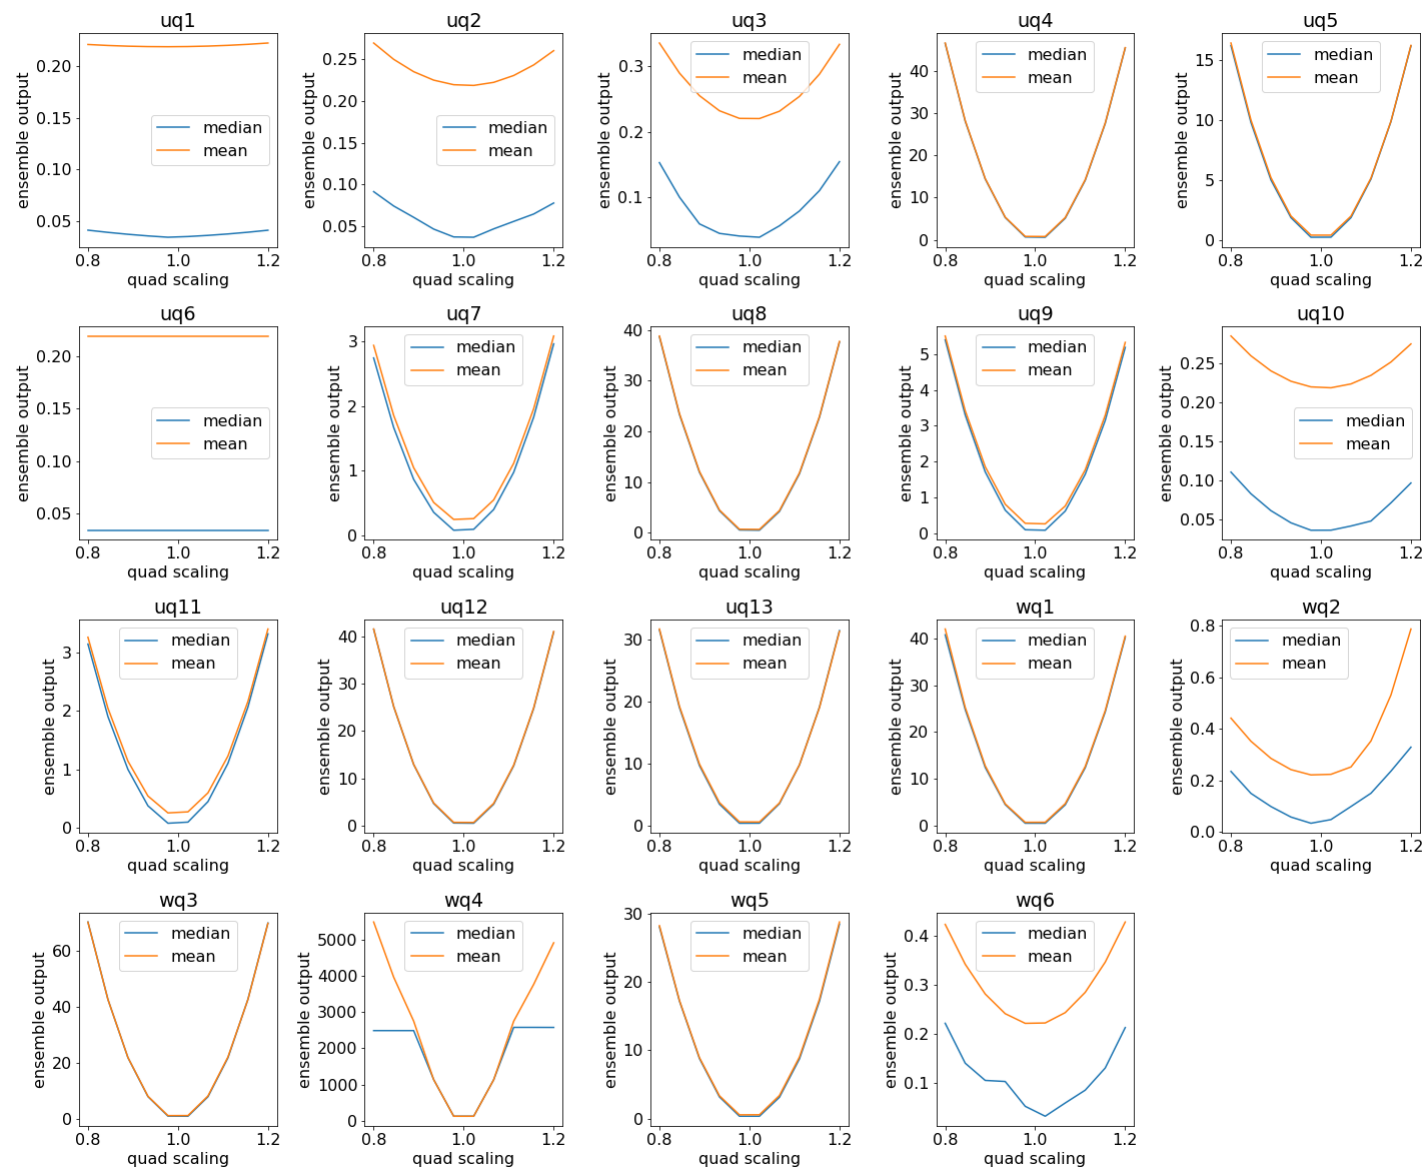 uq1
ensemble output
0.20
0.15
0.10
0.05
median
mean
0.8 1.0 1.2
quad scaling
uq2
ensemble output
0.25
0.20
0.15
0.10
0.05
median
mean
0.8 1.0 1.2
quad scaling
uq3
ensemble output
0.3
0.2
0.1
median
mean
0.8 1.0 1.2
quad scaling
uq4
ensemble output
40
30
20
10
0
median
mean
0.8 1.0 1.2
quad scaling
uq5
ensemble output
15
10
5
0
median
mean
0.8 1.0 1.2
quad scaling
uq6
ensemble output
0.20
0.15
0.10
0.05
median
mean
0.8 1.0 1.2
quad scaling
uq7
ensemble output
3
2
1
0
median
mean
0.8 1.0 1.2
quad scaling
uq8
ensemble output
40
30
20
10
0
median
mean
0.8 1.0 1.2
quad scaling
uq9
ensemble output
5
4
3
2
1
0
median
mean
0.8 1.0 1.2
quad scaling
uq10
ensemble output
0.25
0.20
0.15
0.10
0.05
median
mean
0.8 1.0 1.2
quad scaling
uq11
ensemble output
3
2
1
0
median
mean
0.8 1.0 1.2
quad scaling
uq12
ensemble output
40
30
20
10
0
median
mean
0.8 1.0 1.2
quad scaling
uq13
ensemble output
30
20
10
0
median
mean
0.8 1.0 1.2
quad scaling
wq1
ensemble output
40
30
20
10
0
median
mean
0.8 1.0 1.2
quad scaling
wq2
ensemble output
0.8
0.6
0.4
0.2
0.0
median
mean
0.8 1.0 1.2
quad scaling
wq3
ensemble output
60
40
20
0
median
mean
0.8 1.0 1.2
quad scaling
wq4
ensemble output
5000
4000
3000
2000
1000
0
median
mean
0.8 1.0 1.2
quad scaling
wq5
ensemble output
30
20
10
0
median
mean
0.8 1.0 1.2
quad scaling
wq6
ensemble output
0.4
0.3
0.2
0.1
median
mean
0.8 1.0 1.2
quad scaling